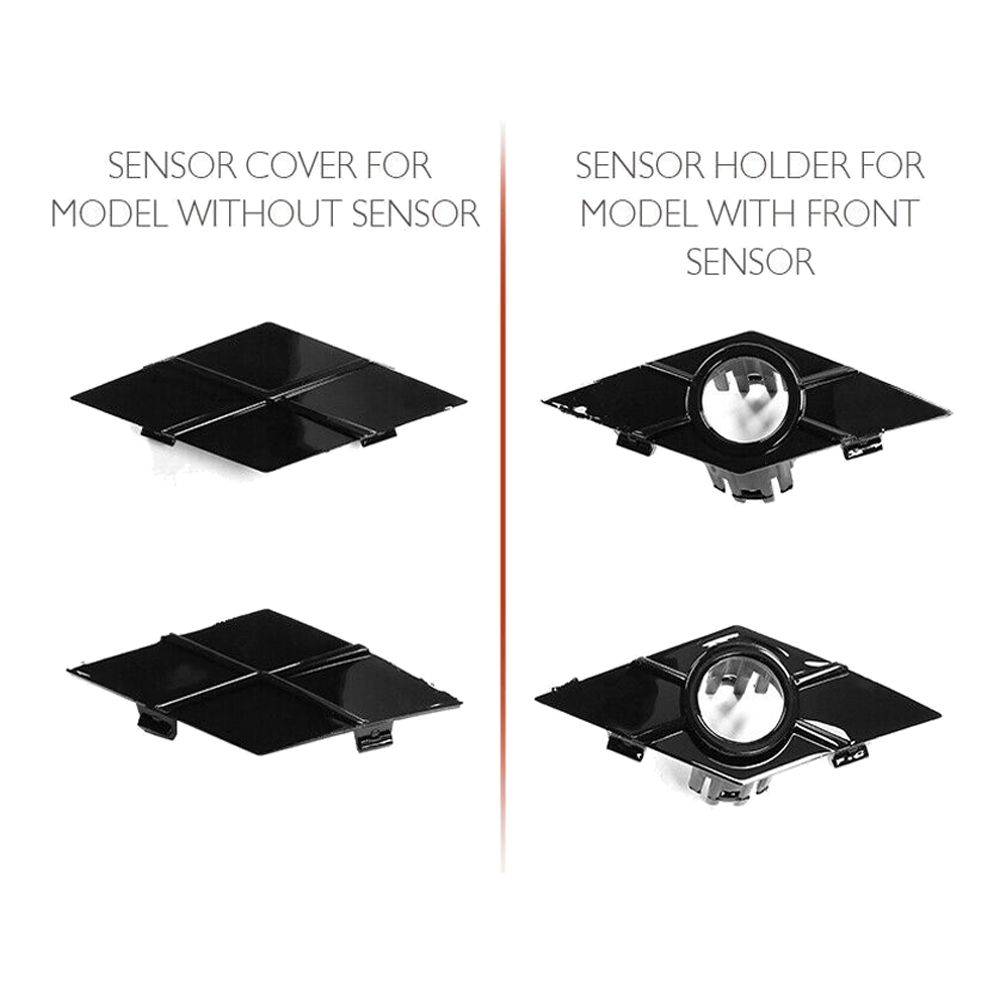 SENSOR COVER FOR
MODEL WITHOUT SENSOR
SENSOR HOLDER FOR
MODEL WITH FRONT
SENSOR